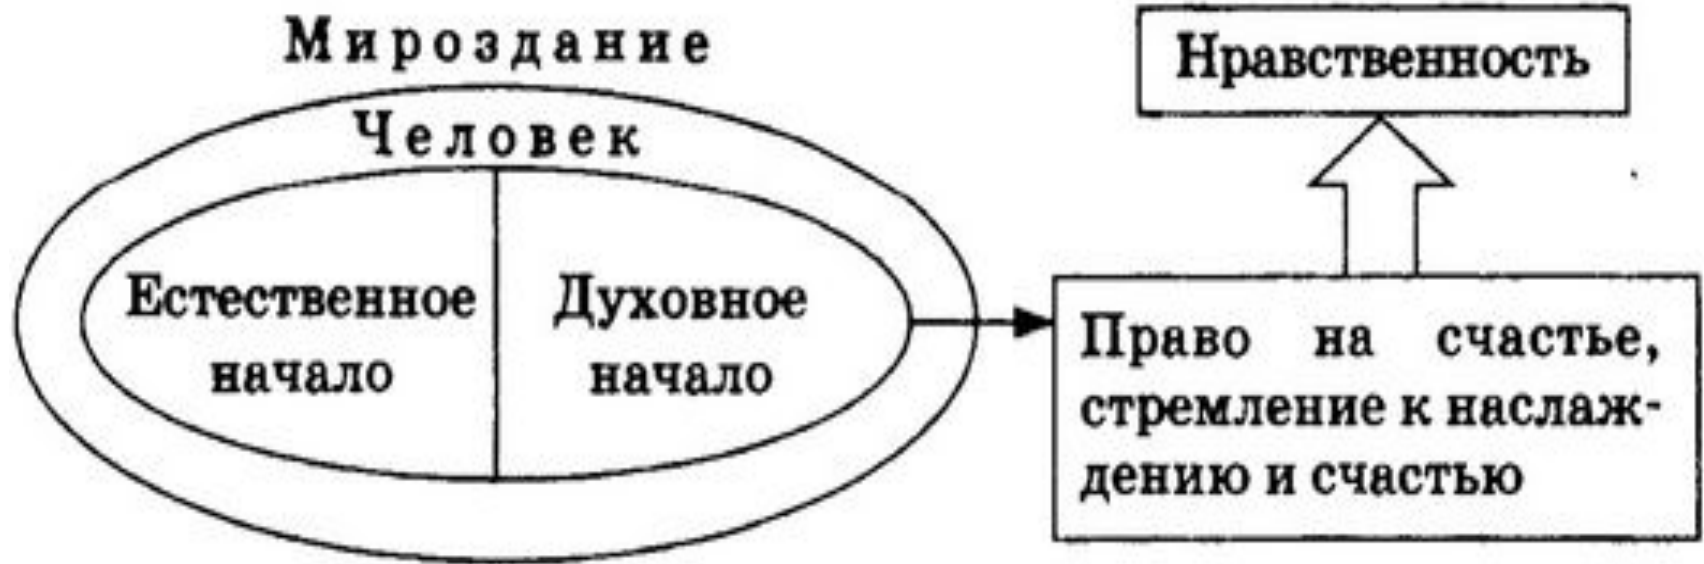 Мироздание
Человек
Естественное
начало
Духовное
начало
Нравственность
Право на счастье,
стремление к наслаж-
дению и счастью